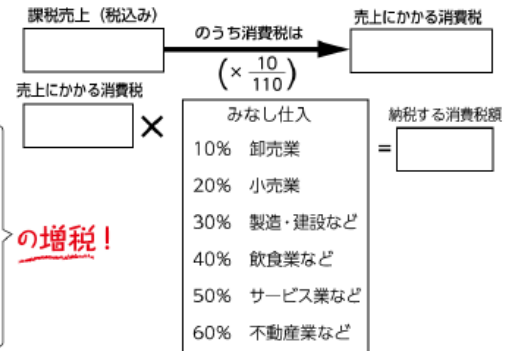 課税売上（税込み）
のうち消費税は
売上にかかる消費税
(× 10/110)
売上にかかる消費税
×
みなし仕入
10% 卸売業
20% 小売業
30% 製造・建設など
40% 飲食業など
50% サービス業など
60% 不動産業など
=
納税する消費税額
の増税！